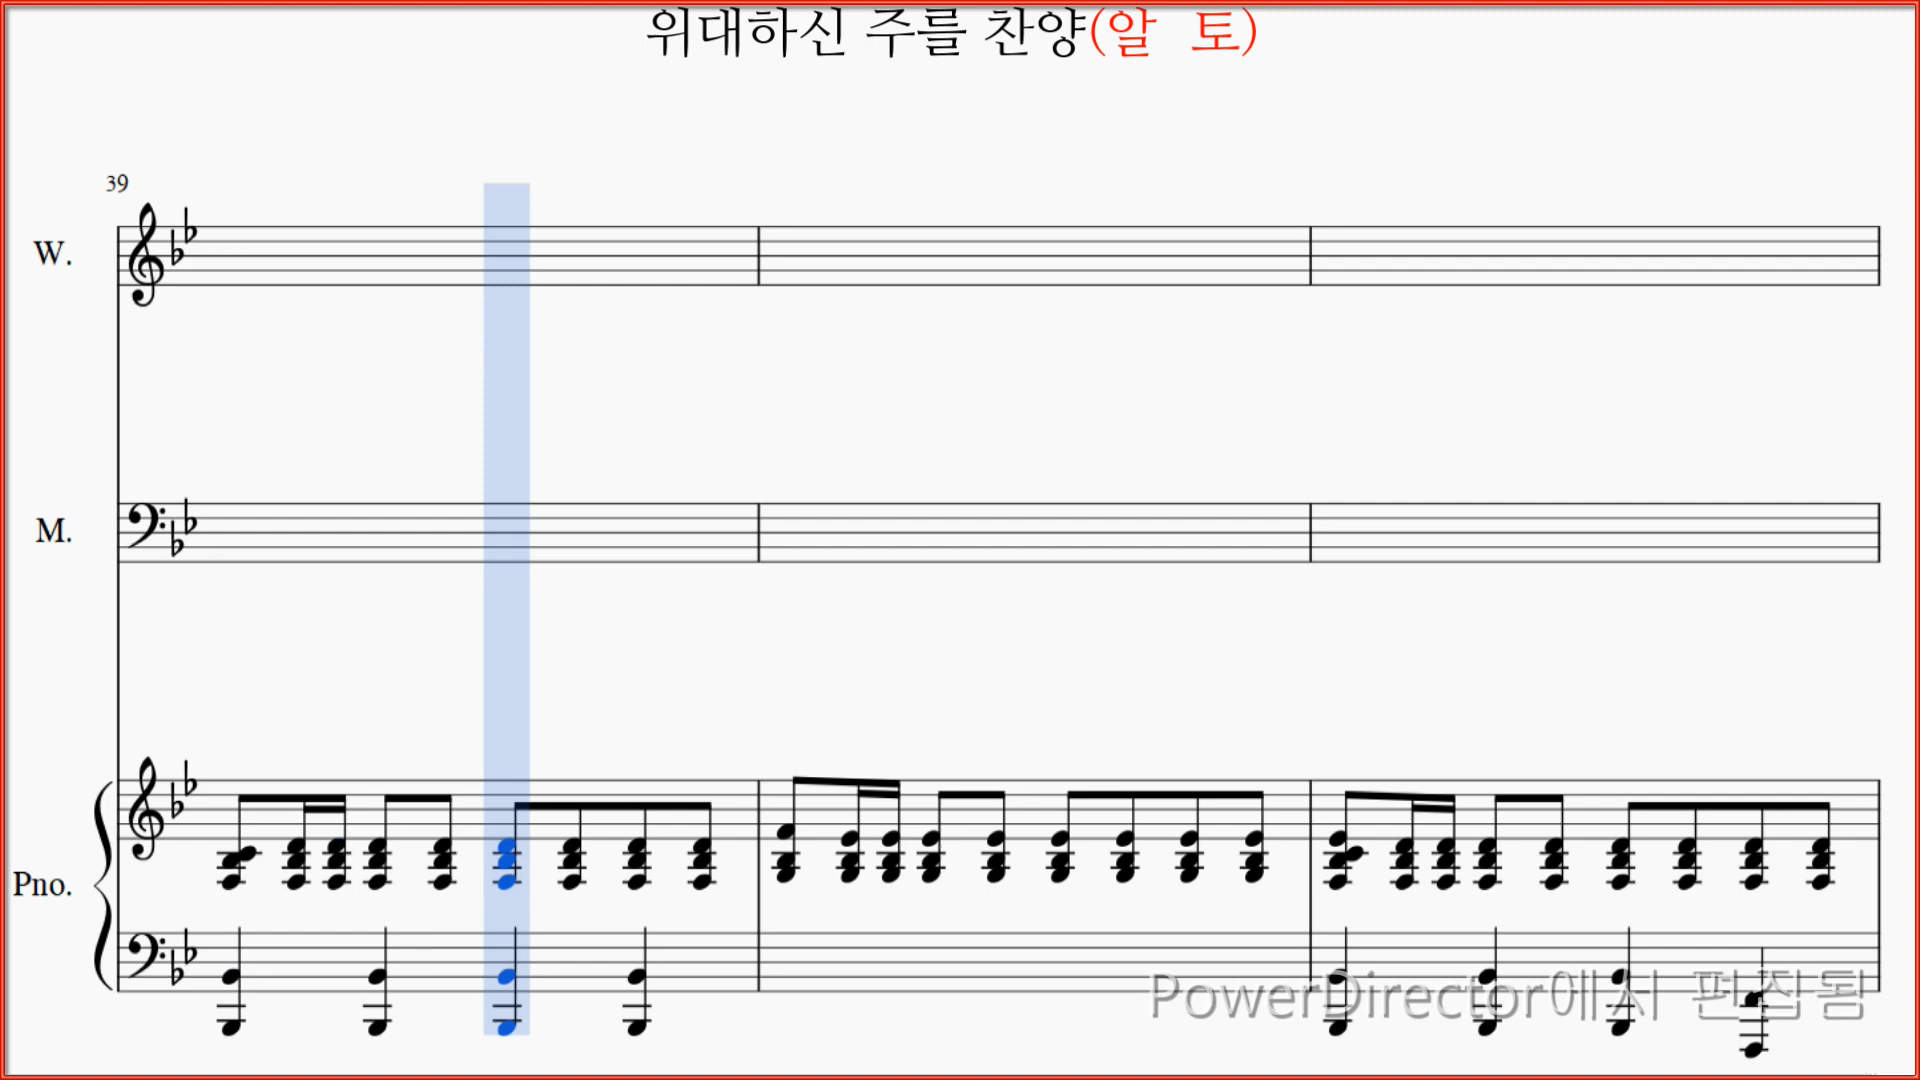 위대하신 주를 찬양(알 토)
39
W.
M.
Pno.
PowerDirector에서 편집됨